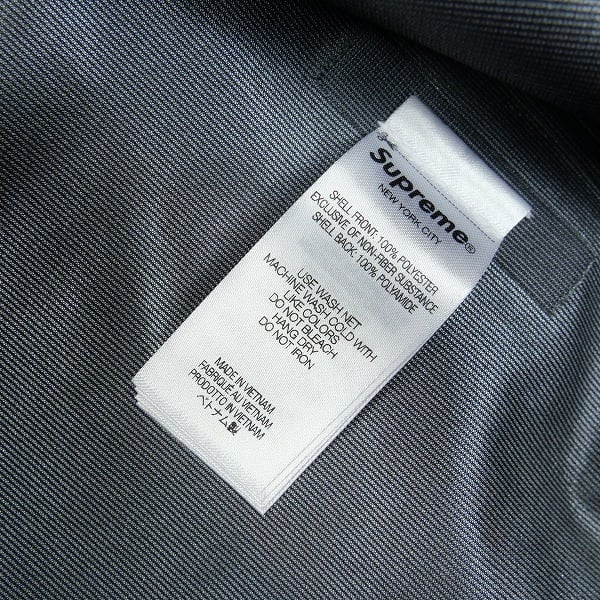 Supreme®
NEW YORK CITY
SHELL FRONT: 100% POLYESTER
EXCLUSIVE OF NON-FIBER SUBSTANCE
SHELL BACK: 100% POLYAMIDE
USE WASH NET
MACHINE WASH COLD WITH
LIKE COLORS
DO NOT BLEACH
HANG DRY
DO NOT IRON
MADE IN VIETNAM
FABRIQUE AU VIETNAM
PRODOTTO IN VIETNAM
ベトナム製